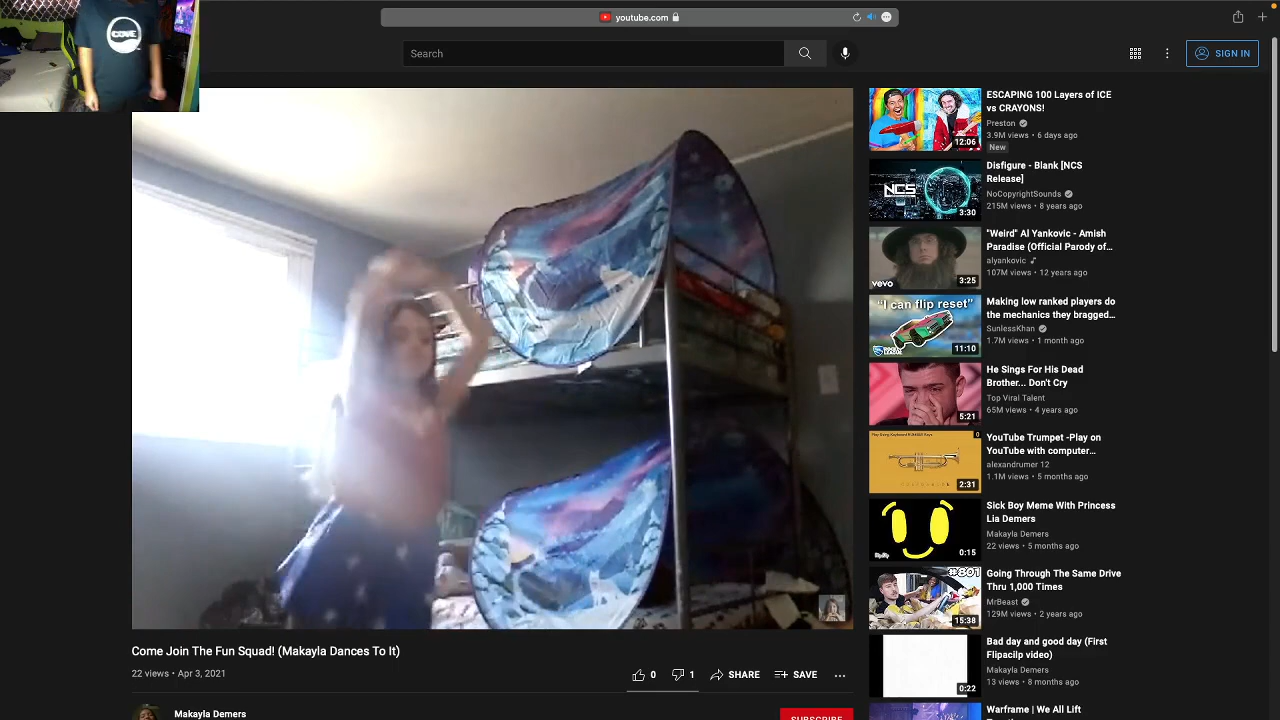 youtube.com
COVE
Search
SIGN IN
Come Join The Fun Squad! (Makayla Dances To It)
22 views • Apr 3, 2021
0
1
SHARE
SAVE
Makayla Demers
SUBSCRIBE
ESCAPING 100 Layers of ICE
vs CRAYONS!
Preston
3.9M views • 6 days ago
New
12:06
Disfigure - Blank [NCS
Release]
NoCopyrightSounds
215M views • 8 years ago
NCS
3:30
"Weird" Al Yankovic - Amish
Paradise (Official Parody of...
alyankovic
107M views • 12 years ago
vevo
3:25
"I can flip reset"
Making low ranked players do
the mechanics they bragged...
SunlessKhan
1.7M views • 1 month ago
11:10
He Sings For His Dead
Brother... Don't Cry
Top Viral Talent
65M views • 4 years ago
5:21
YouTube Trumpet -Play on
YouTube with computer...
alexandrumer 12
1.1M views • 5 months ago
0
2:31
Sick Boy Meme With Princess
Lia Demers
Makayla Demers
22 views • 5 months ago
0:15
#801
Going Through The Same Drive
Thru 1,000 Times
MrBeast
129M views • 2 years ago
15:38
Bad day and good day (First
Flipacilp video)
Makayla Demers
13 views • 8 months ago
0:22
Warframe | We All Lift